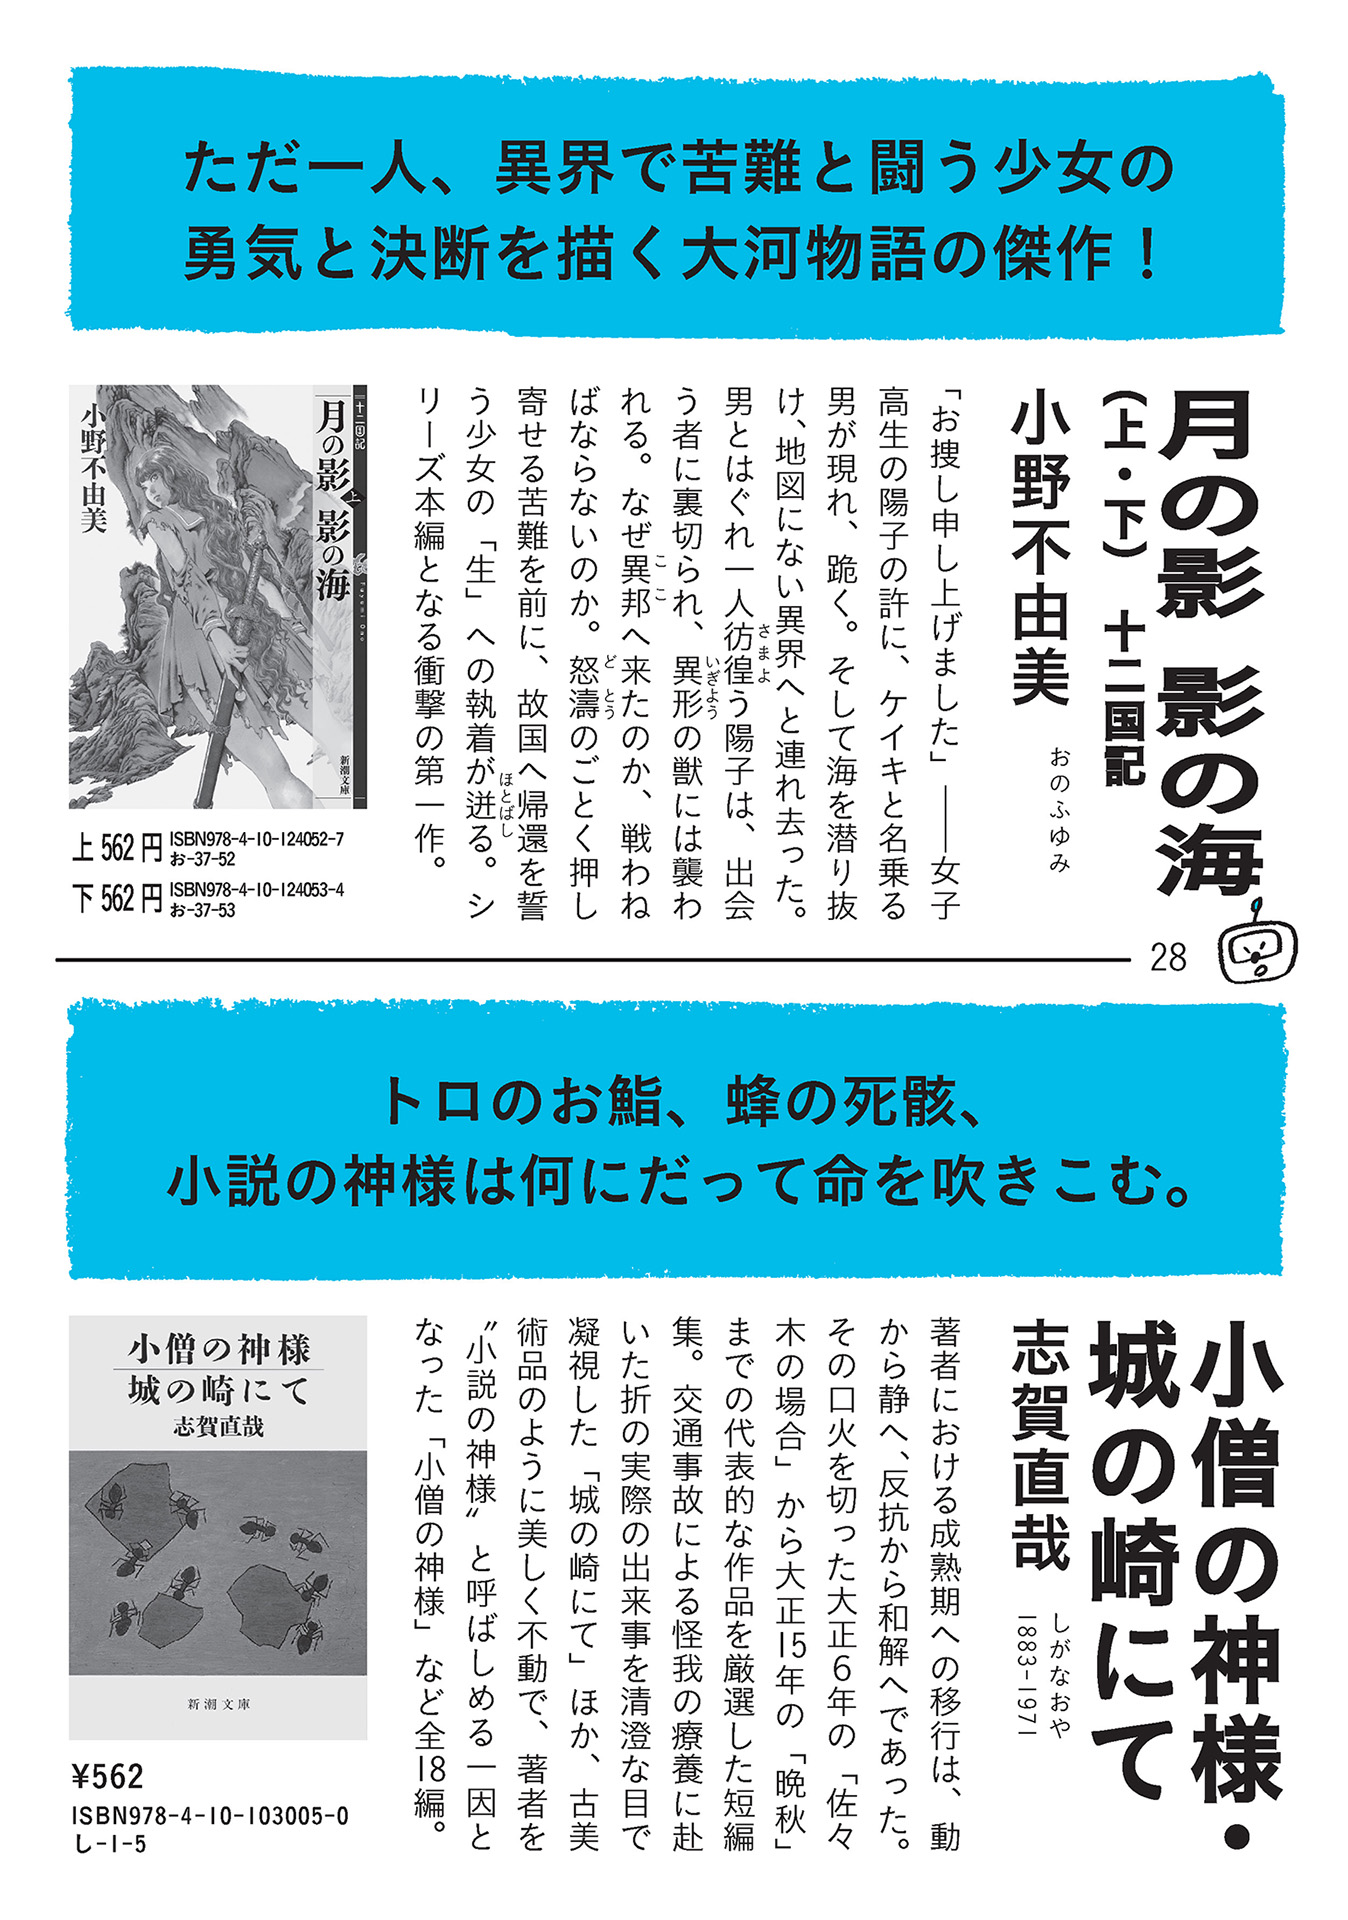 ただ一人、異界で苦難と闘う少女の
勇気と決断を描く大河物語の傑作！
月の影　影の海
（上・下）　十二国記
小野不由美
おのふゆみ
「お捜し申し上げました」――女子
高生の陽子の許に、ケイキと名乗る
男が現れ、跪く。そして海を潜り抜
け、地図にない異界へと連れ去った。
男とはぐれ一人彷徨う陽子は、出会
さまよ
う者に裏切られ、異形の獣には襲わ
いぎよう
れる。なぜ異邦へ来たのか、戦わね
ここ
ばならないのか。怒濤のごとく押し
どとう
寄せる苦難を前に、故国へ帰還を誓
う少女の「生」への執着が迸る。シ
ほとばし
リーズ本編となる衝撃の第一作。
十二国記
月の影 影の海
上
Fuyumi Ono
小野不由美
新潮文庫
上 562円 ISBN978-4-10-124052-7
お-37-52
下 562円 ISBN978-4-10-124053-4
お-37-53
28
トロのお鮨、蜂の死骸、
小説の神様は何にだって命を吹きこむ。
小僧の神様・
城の崎にて
志賀直哉
しがなおや
1883-1971
著者における成熟期への移行は、動
から静へ、反抗から和解へであった。
その口火を切った大正6年の「佐々
木の場合」から大正15年の「晩秋」
までの代表的な作品を厳選した短編
集。交通事故による怪我の療養に赴
いた折の実際の出来事を清澄な目で
凝視した「城の崎にて」ほか、古美
術品のように美しく不動で、著者を
〝小説の神様〟と呼ばしめる一因と
なった「小僧の神様」など全18編。
小僧の神様
城の崎にて
志賀直哉
新潮文庫
¥562
ISBN978-4-10-103005-0
し-1-5